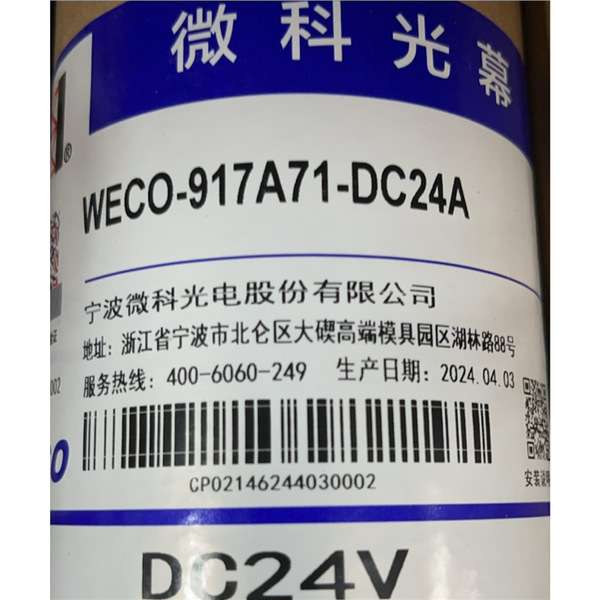 微科光幕
®
WECO-917A71-DC24A
宁波微科光电股份有限公司
地址：浙江省宁波市北仑区大碶高端模具园区湖林路88号
服务热线：400-6060-249 生产日期：2024.04.03
002
CP02146244030002
安装说明
DC24V